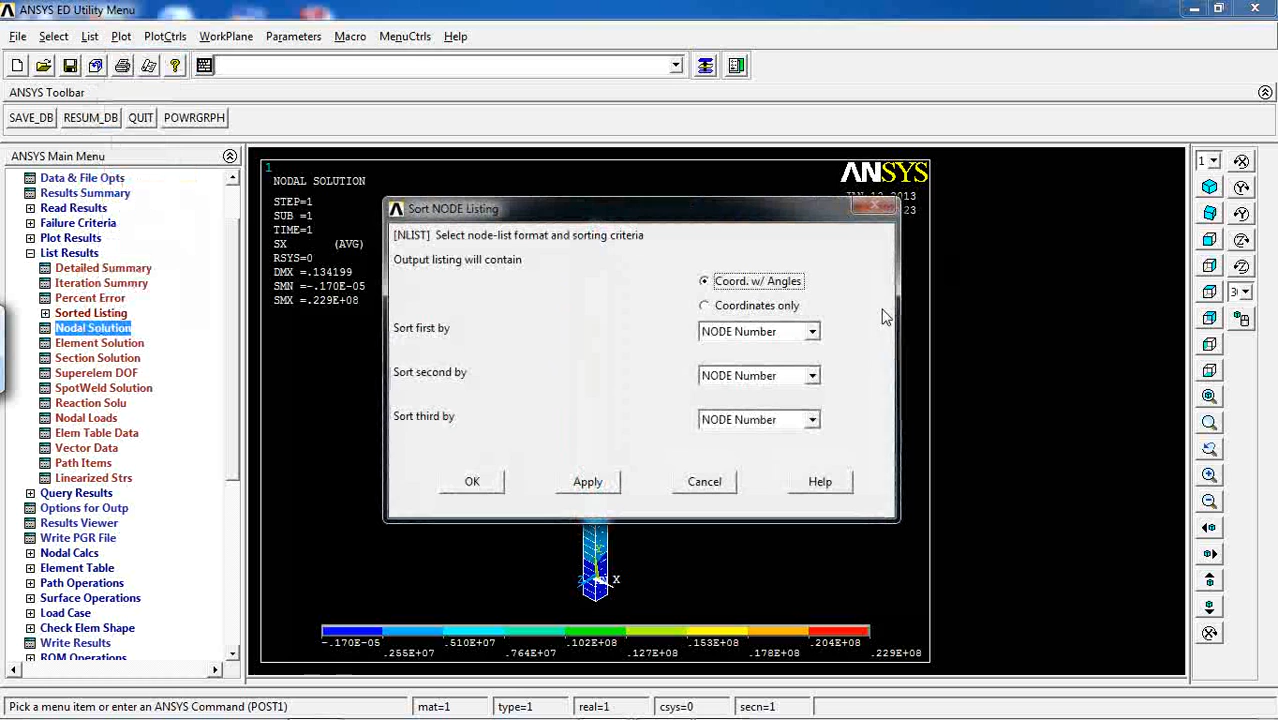 ANSYS ED Utility Menu
File Select List Plot PlotCtrls WorkPlane Parameters Macro MenuCtrls Help
ANSYS Toolbar
SAVE_DB RESUM_DB QUIT POWRGRPH
ANSYS Main Menu
Data & File Opts
Results Summary
Read Results
Failure Criteria
Plot Results
List Results
Detailed Summary
Iteration Summry
Percent Error
Sorted Listing
Nodal Solution
Element Solution
Section Solution
Superelem DOF
SpotWeld Solution
Reaction Solu
Nodal Loads
Elem Table Data
Vector Data
Path Items
Linearized Strs
Query Results
Options for Outp
Results Viewer
Write PGR File
Nodal Calcs
Element Table
Path Operations
Surface Operations
Load Case
Check Elem Shape
Write Results
ROM Operations
1
NODAL SOLUTION
STEP=1
SUB =1
TIME=1
SX (AVG)
RSYS=0
DMX =.134199
SMN =-.170E-05
SMX =.229E+08
ANSYS
2013
23
Sort NODE Listing
[NLIST] Select node-list format and sorting criteria
Output listing will contain
Coord. w/ Angles
Coordinates only
Sort first by NODE Number
Sort second by NODE Number
Sort third by NODE Number
OK Apply Cancel Help
X
-.170E-05 .510E+07 .102E+08 .153E+08 .204E+08
.255E+07 .764E+07 .127E+08 .178E+08 .229E+08
1
Pick a menu item or enter an ANSYS Command (POST1) mat=1 type=1 real=1 csys=0 secn=1